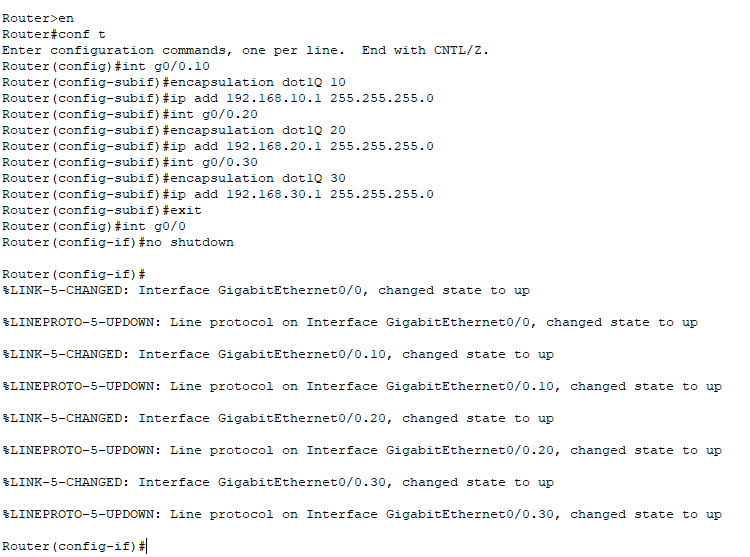 Router>en
Router#conf t
Enter configuration commands, one per line.  End with CNTL/Z.
Router(config)#int g0/0.10
Router(config-subif)#encapsulation dot1Q 10
Router(config-subif)#ip add 192.168.10.1 255.255.255.0
Router(config-subif)#int g0/0.20
Router(config-subif)#encapsulation dot1Q 20
Router(config-subif)#ip add 192.168.20.1 255.255.255.0
Router(config-subif)#int g0/0.30
Router(config-subif)#encapsulation dot1Q 30
Router(config-subif)#ip add 192.168.30.1 255.255.255.0
Router(config-subif)#exit
Router(config)#int g0/0
Router(config-if)#no shutdown
Router(config-if)#
%LINK-5-CHANGED: Interface GigabitEthernet0/0, changed state to up
%LINEPROTO-5-UPDOWN: Line protocol on Interface GigabitEthernet0/0, changed state to up
%LINK-5-CHANGED: Interface GigabitEthernet0/0.10, changed state to up
%LINEPROTO-5-UPDOWN: Line protocol on Interface GigabitEthernet0/0.10, changed state to up
%LINK-5-CHANGED: Interface GigabitEthernet0/0.20, changed state to up
%LINEPROTO-5-UPDOWN: Line protocol on Interface GigabitEthernet0/0.20, changed state to up
%LINK-5-CHANGED: Interface GigabitEthernet0/0.30, changed state to up
%LINEPROTO-5-UPDOWN: Line protocol on Interface GigabitEthernet0/0.30, changed state to up
Router(config-if)#